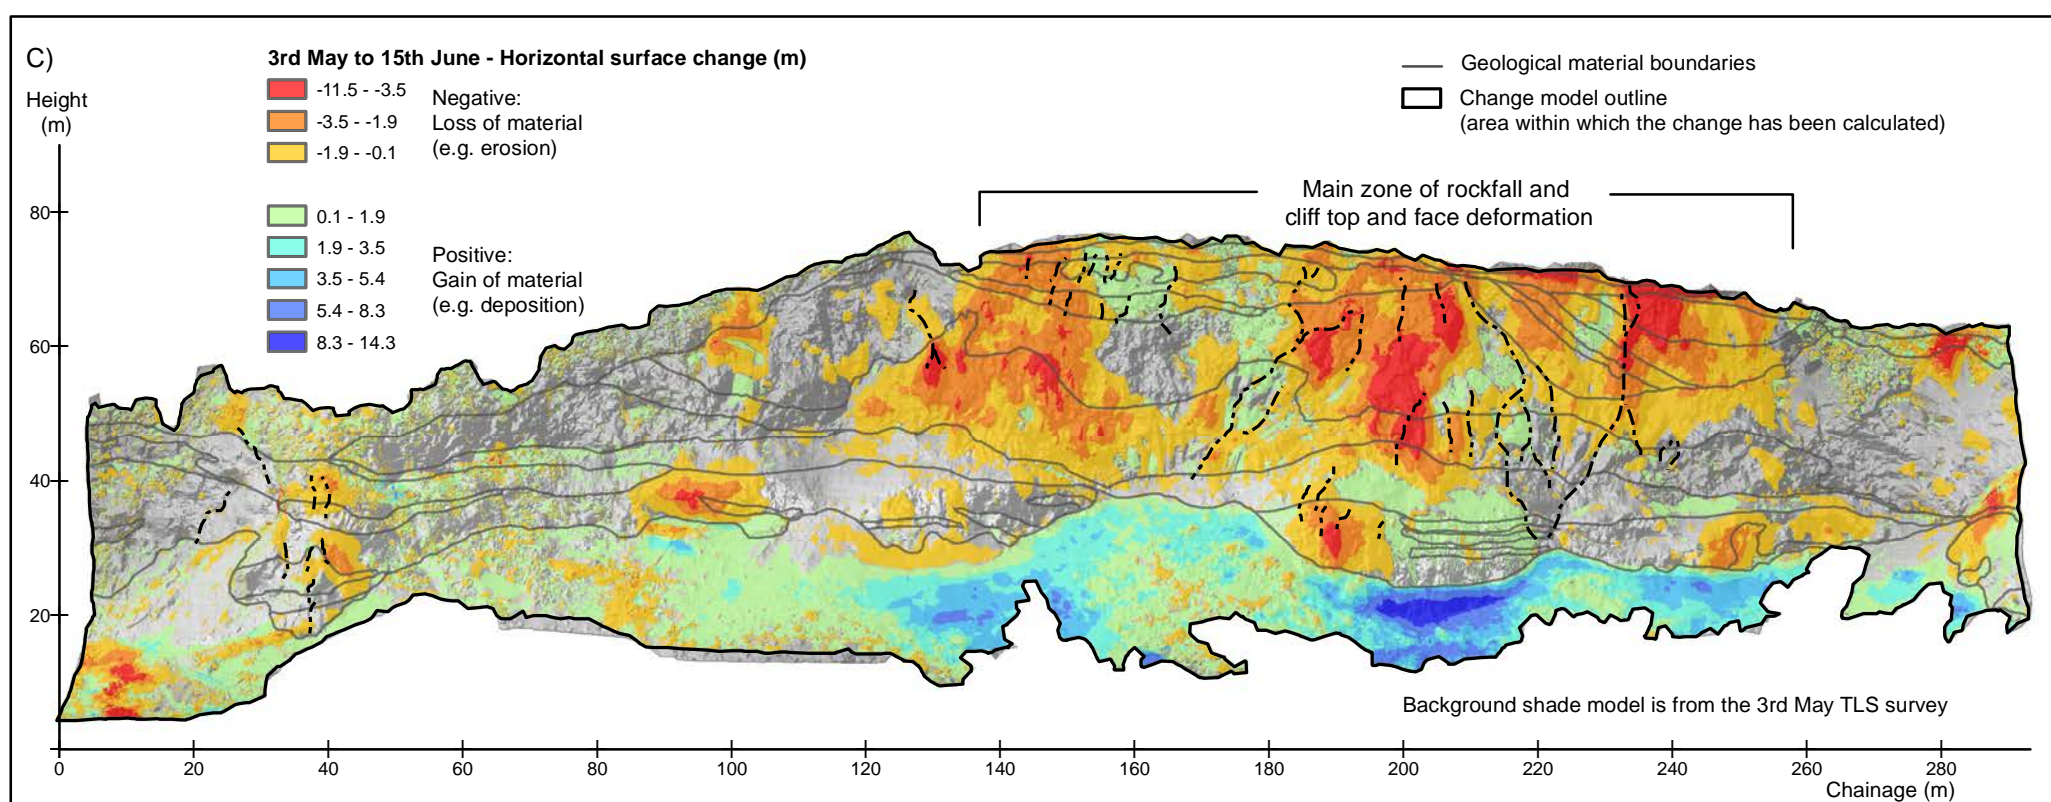 C)
3rd May to 15th June - Horizontal surface change (m)
-11.5 - -3.5
-3.5 - -1.9
-1.9 - -0.1
Negative:
Loss of material
(e.g. erosion)
0.1 - 1.9
1.9 - 3.5
3.5 - 5.4
5.4 - 8.3
8.3 - 14.3
Positive:
Gain of material
(e.g. deposition)
Geological material boundaries
Change model outline
(area within which the change has been calculated)
Main zone of rockfall and
cliff top and face deformation
Height
(m)
80
60
40
20
Background shade model is from the 3rd May TLS survey
0 20 40 60 80 100 120 140 160 180 200 220 240 260 280
Chainage (m)